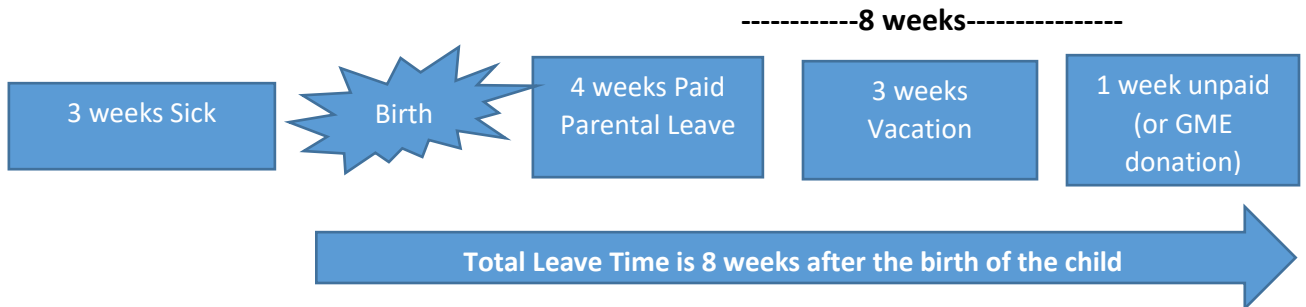 ------------8 weeks----------------
3 weeks Sick
Birth
4 weeks Paid
Parental Leave
3 weeks
Vacation
1 week unpaid
(or GME
donation)
Total Leave Time is 8 weeks after the birth of the child